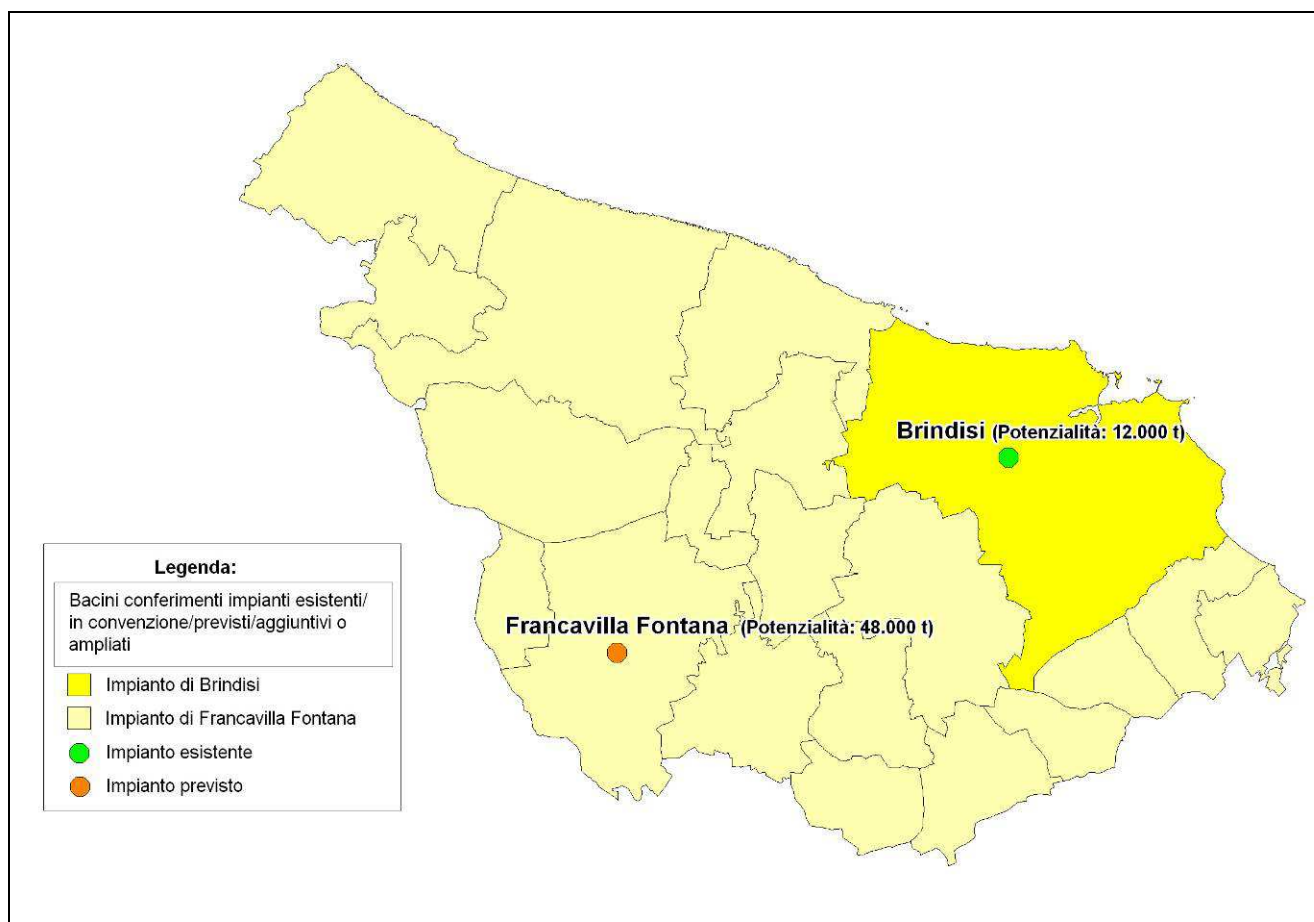 Brindisi (Potenzialità: 12.000 t)
Francavilla Fontana (Potenzialità: 48.000 t)
Legenda:
Bacini conferimenti impianti esistenti/
in convenzione/previsti/aggiuntivi o
ampliati
Impianto di Brindisi
Impianto di Francavilla Fontana
Impianto esistente
Impianto previsto